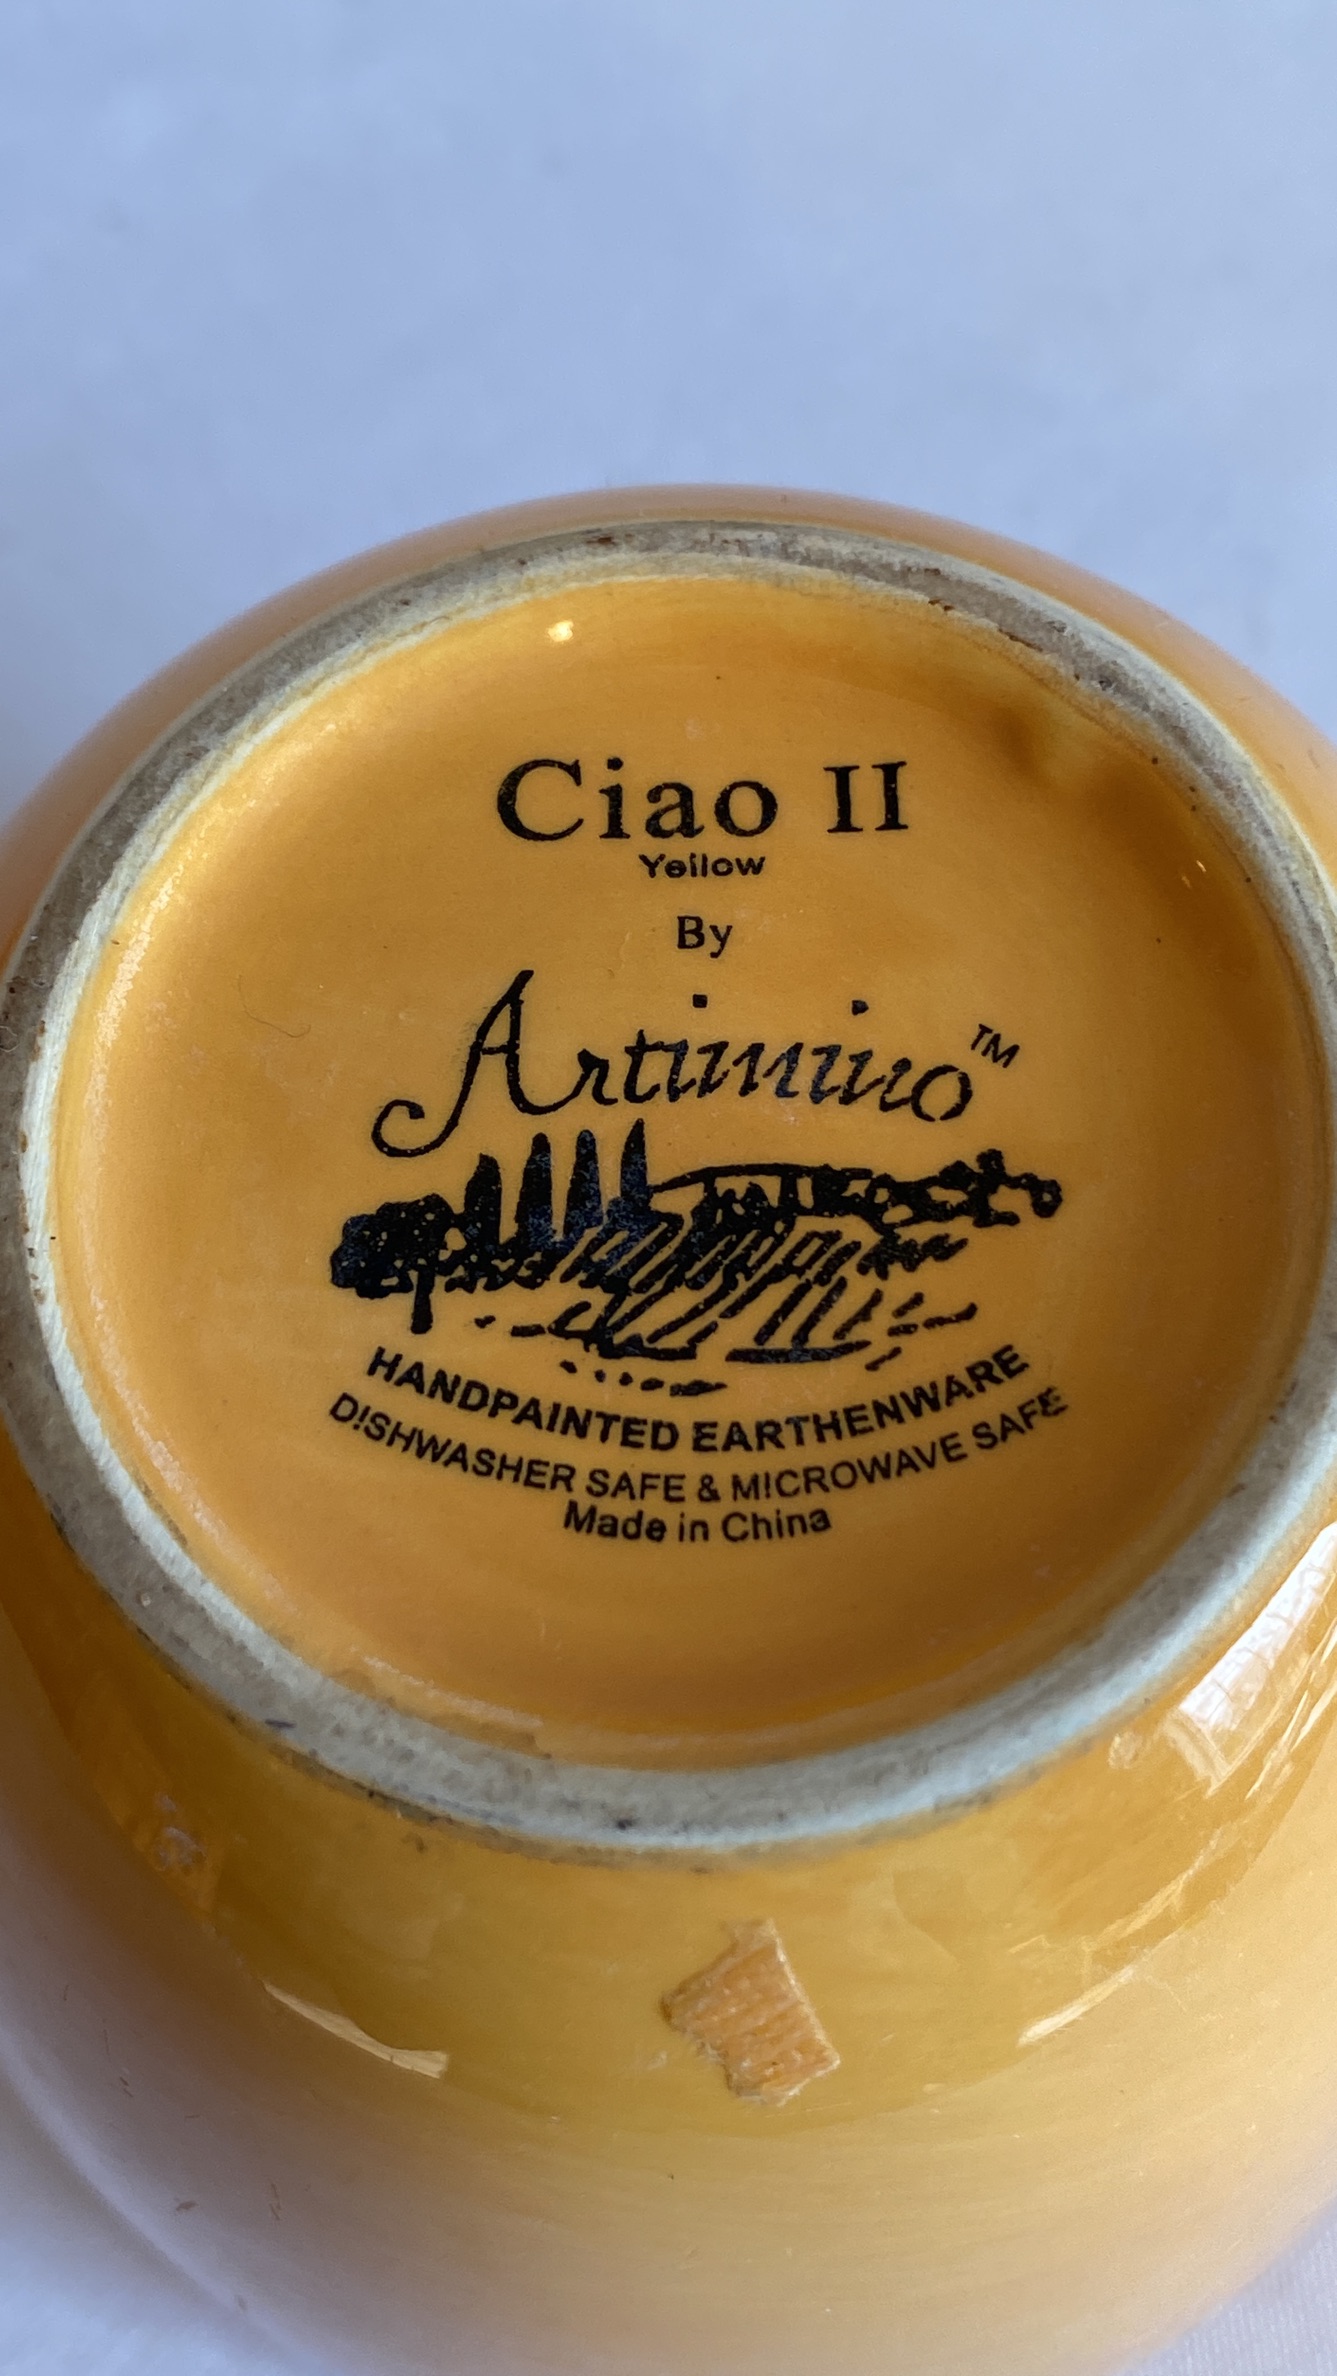 Ciao II
Yellow
By
Artimino™
HANDPAINTED EARTHENWARE
DISHWASHER SAFE & MICROWAVE SAFE
Made in China